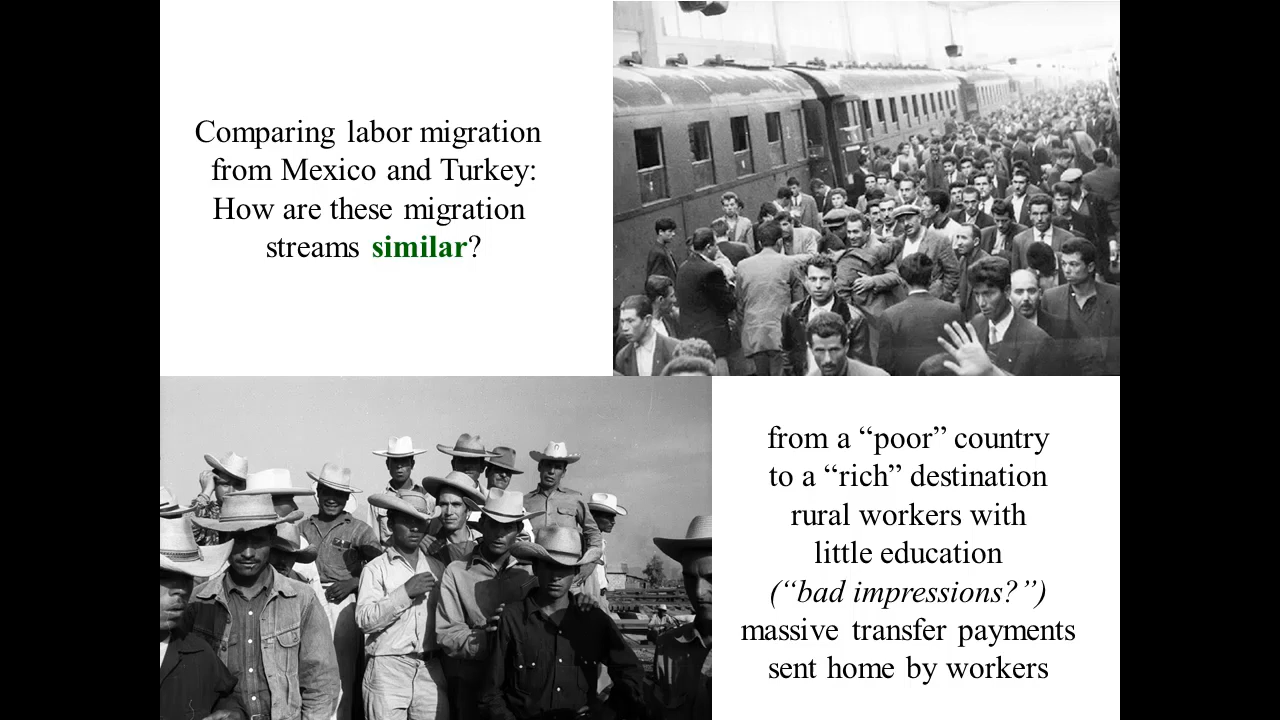 Comparing labor migration
from Mexico and Turkey:
How are these migration
streams similar?
from a “poor” country
to a “rich” destination
rural workers with
little education
(“bad impressions?”)
massive transfer payments
sent home by workers